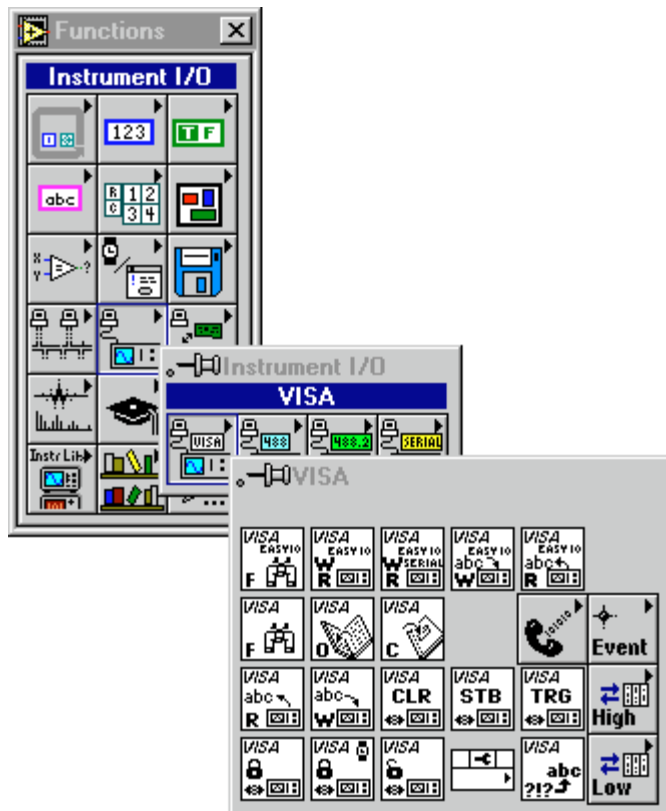 Functions
Instrument I/O
123
T F
abc
R 1 2
C 3 4
X
Y ?
Instrument I/O
VISA
VISA 488 488.2 SERIAL
Instr Lib
...
VISA
VISA VISA VISA VISA VISA
EASY IO EASY IO EASY IO EASY IO EASY IO
W W SERIAL abc abc
F R R W R
VISA VISA VISA
F O C
Event
VISA VISA VISA VISA VISA
abc abc CLR STB TRG
R W
High
VISA VISA VISA VISA
abc
?!?
Low